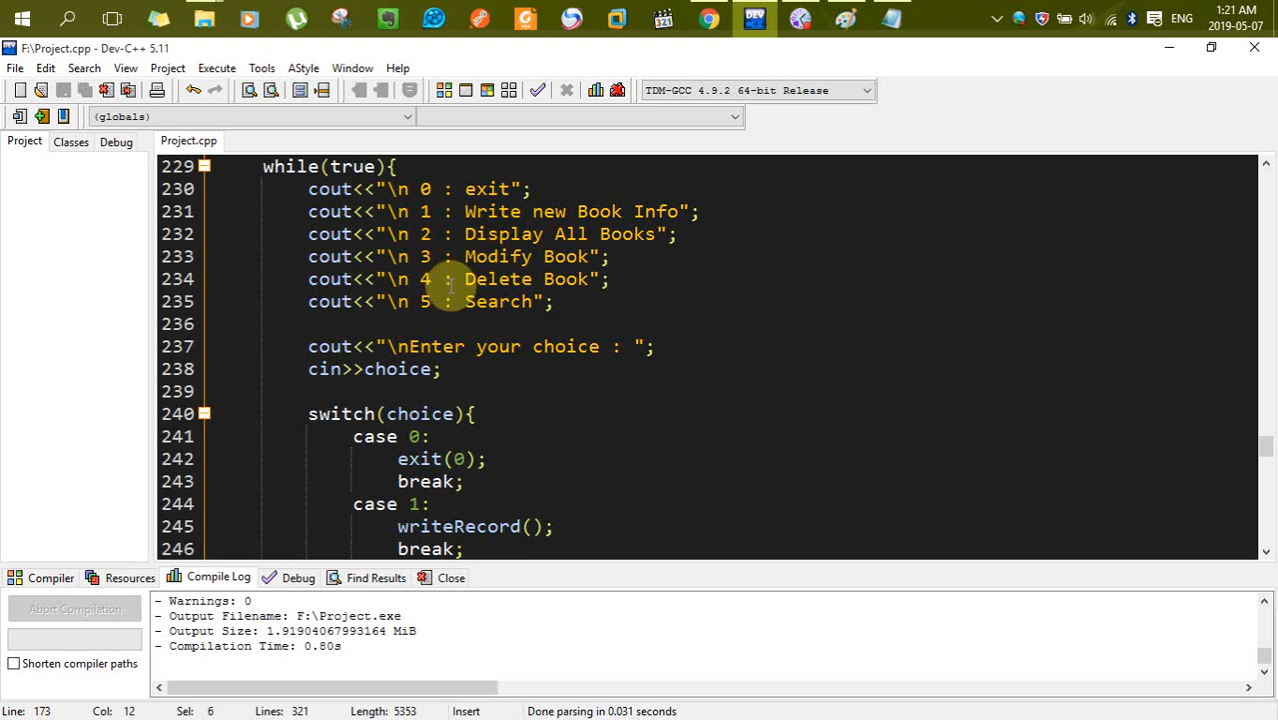 1:21 AM
ENG
2019-05-07
DEV
321
F:\Project.cpp - Dev-C++ 5.11
File Edit Search View Project Execute Tools AStyle Window Help
TDM-GCC 4.9.2 64-bit Release
(globals)
Project Classes Debug
Project.cpp
229 while(true){
230 cout<<"\n 0 : exit";
231 cout<<"\n 1 : Write new Book Info";
232 cout<<"\n 2 : Display All Books";
233 cout<<"\n 3 : Modify Book";
234 cout<<"\n 4 : Delete Book";
235 cout<<"\n 5 : Search";
236
237 cout<<"\nEnter your choice : ";
238 cin>>choice;
239
240 switch(choice){
241 case 0:
242 exit(0);
243 break;
244 case 1:
245 writeRecord();
246 break;
Compiler Resources Compile Log Debug Find Results Close
Abort Compilation
Shorten compiler paths
- Warnings: 0
- Output Filename: F:\Project.exe
- Output Size: 1.91904067993164 MiB
- Compilation Time: 0.80s
Line: 173 Col: 12 Sel: 6 Lines: 321 Length: 5353 Insert Done parsing in 0.031 seconds